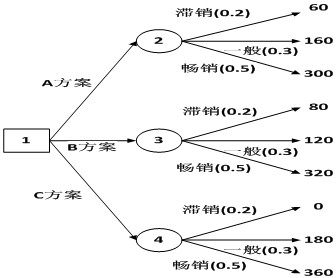 60
滞销(0.2)
2
160
一般(0.3)
畅销(0.5)
300
A方案
80
滞销(0.2)
1
B方案
3
120
一般(0.3)
畅销(0.5)
320
C方案
0
滞销(0.2)
4
180
一般(0.3)
畅销(0.5)
360